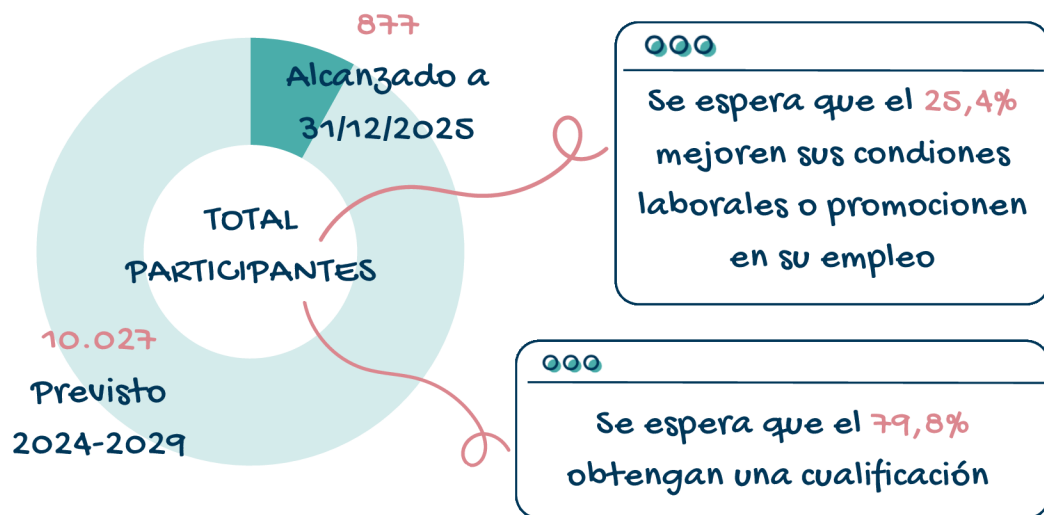 877
Alcanzado a
31/12/2025
TOTAL
PARTICIPANTES
10.027
Previsto
2024-2029
Se espera que el 25,4%
mejoren sus condiones
laborales o promocionen
en su empleo
Se espera que el 79,8%
obtengan una cualificación